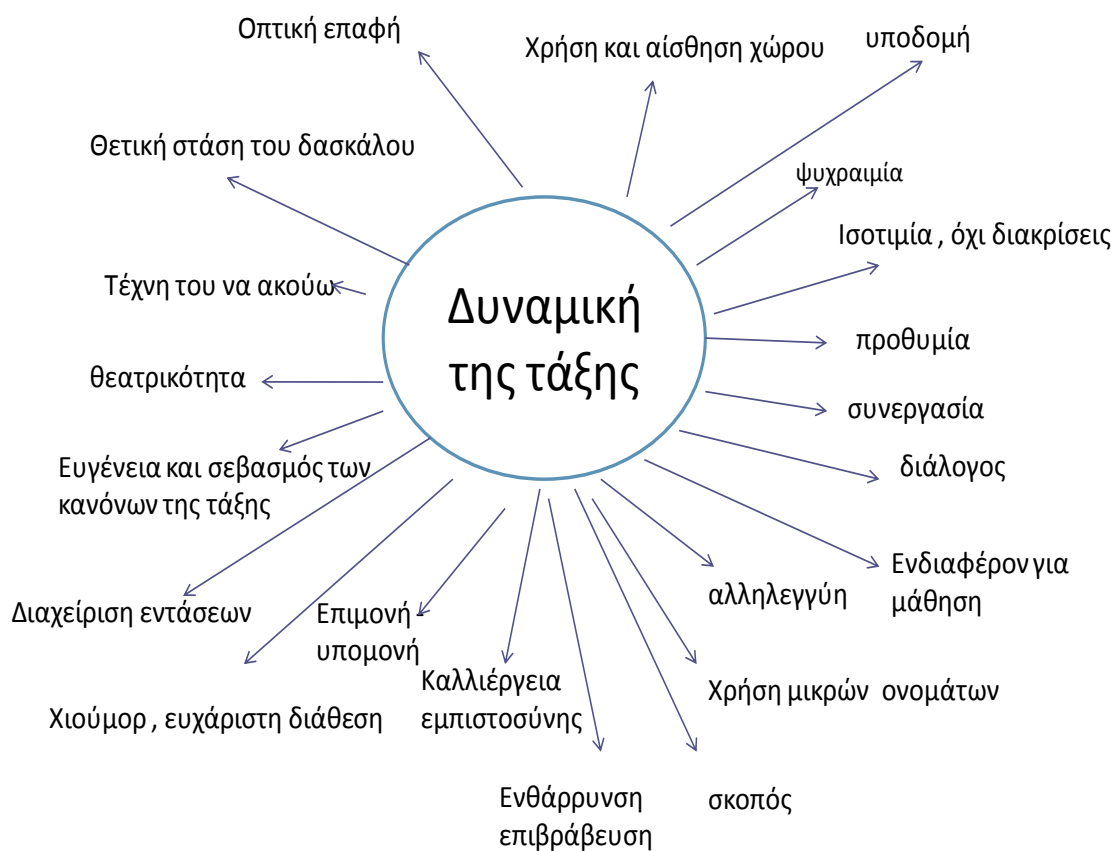 Οπτική επαφή
Χρήση και αίσθηση χώρου
υποδομή
Θετική στάση του δασκάλου
ψυχραιμία
Ισοτιμία , όχι διακρίσεις
Τέχνη του να ακούω
Δυναμική
της τάξης
προθυμία
θεατρικότητα
συνεργασία
Ευγένεια και σεβασμός των
κανόνων της τάξης
διάλογος
Ενδιαφέρον για
μάθηση
αλληλεγγύη
Διαχείριση εντάσεων
Επιμονή -
υπομονή
Καλλιέργεια
εμπιστοσύνης
Χρήση μικρών ονομάτων
Χιούμορ , ευχάριστη διάθεση
Ενθάρρυνση
επιβράβευση
σκοπός